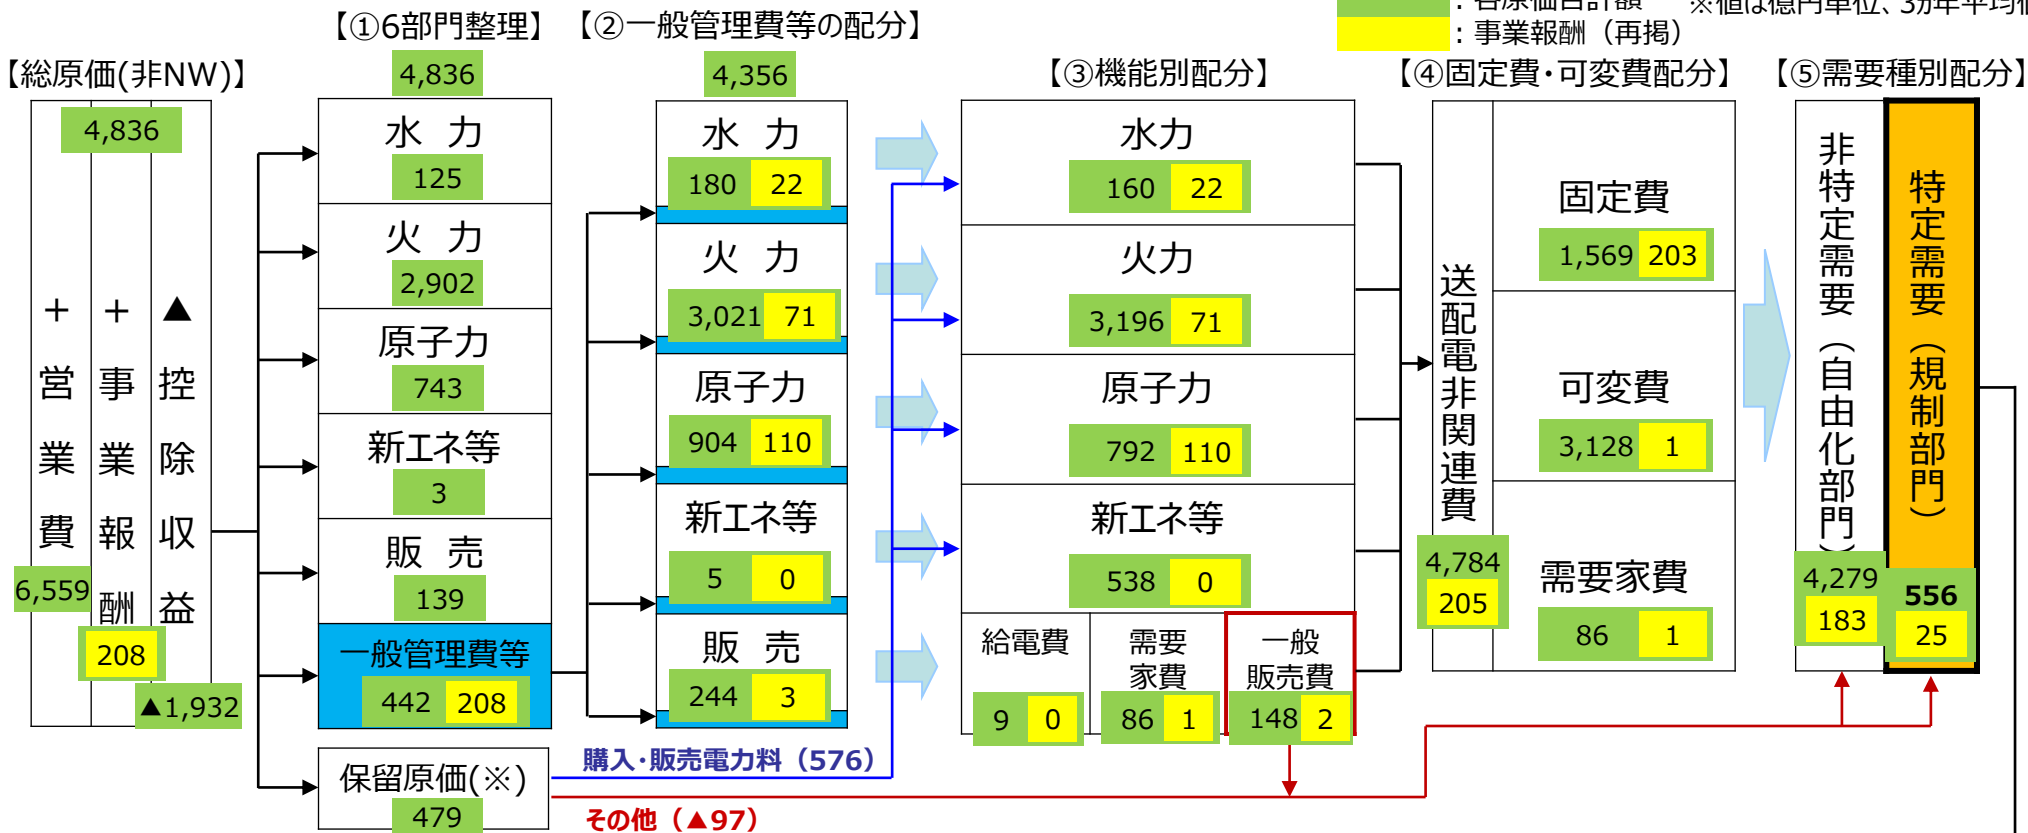 ：各原価合計額　※値は億円単位、3カ年平均値
：事業報酬（再掲）
【総原価(非NW)】
4,836
＋営業費
6,559
＋事業報酬
208
▲控除収益
▲1,932
【①6部門整理】
4,836
水 力
125
火 力
2,902
原子力
743
新エネ等
3
販 売
139
一般管理費等
442 208
保留原価(※)
479
購入・販売電力料（576）
その他（▲97）
【②一般管理費等の配分】
4,356
水 力
180 22
火 力
3,021 71
原子力
904 110
新エネ等
5 0
販 売
244 3
【③機能別配分】
水力
160 22
火力
3,196 71
原子力
792 110
新エネ等
538 0
給電費
9 0
需要
家費
86 1
一般
販売費
148 2
【④固定費・可変費配分】
送配電非関連費
4,784
205
固定費
1,569 203
可変費
3,128 1
需要家費
86 1
【⑤需要種別配分】
非特定需要（自由化部門）
4,279
183
特定需要（規制部門）
556
25